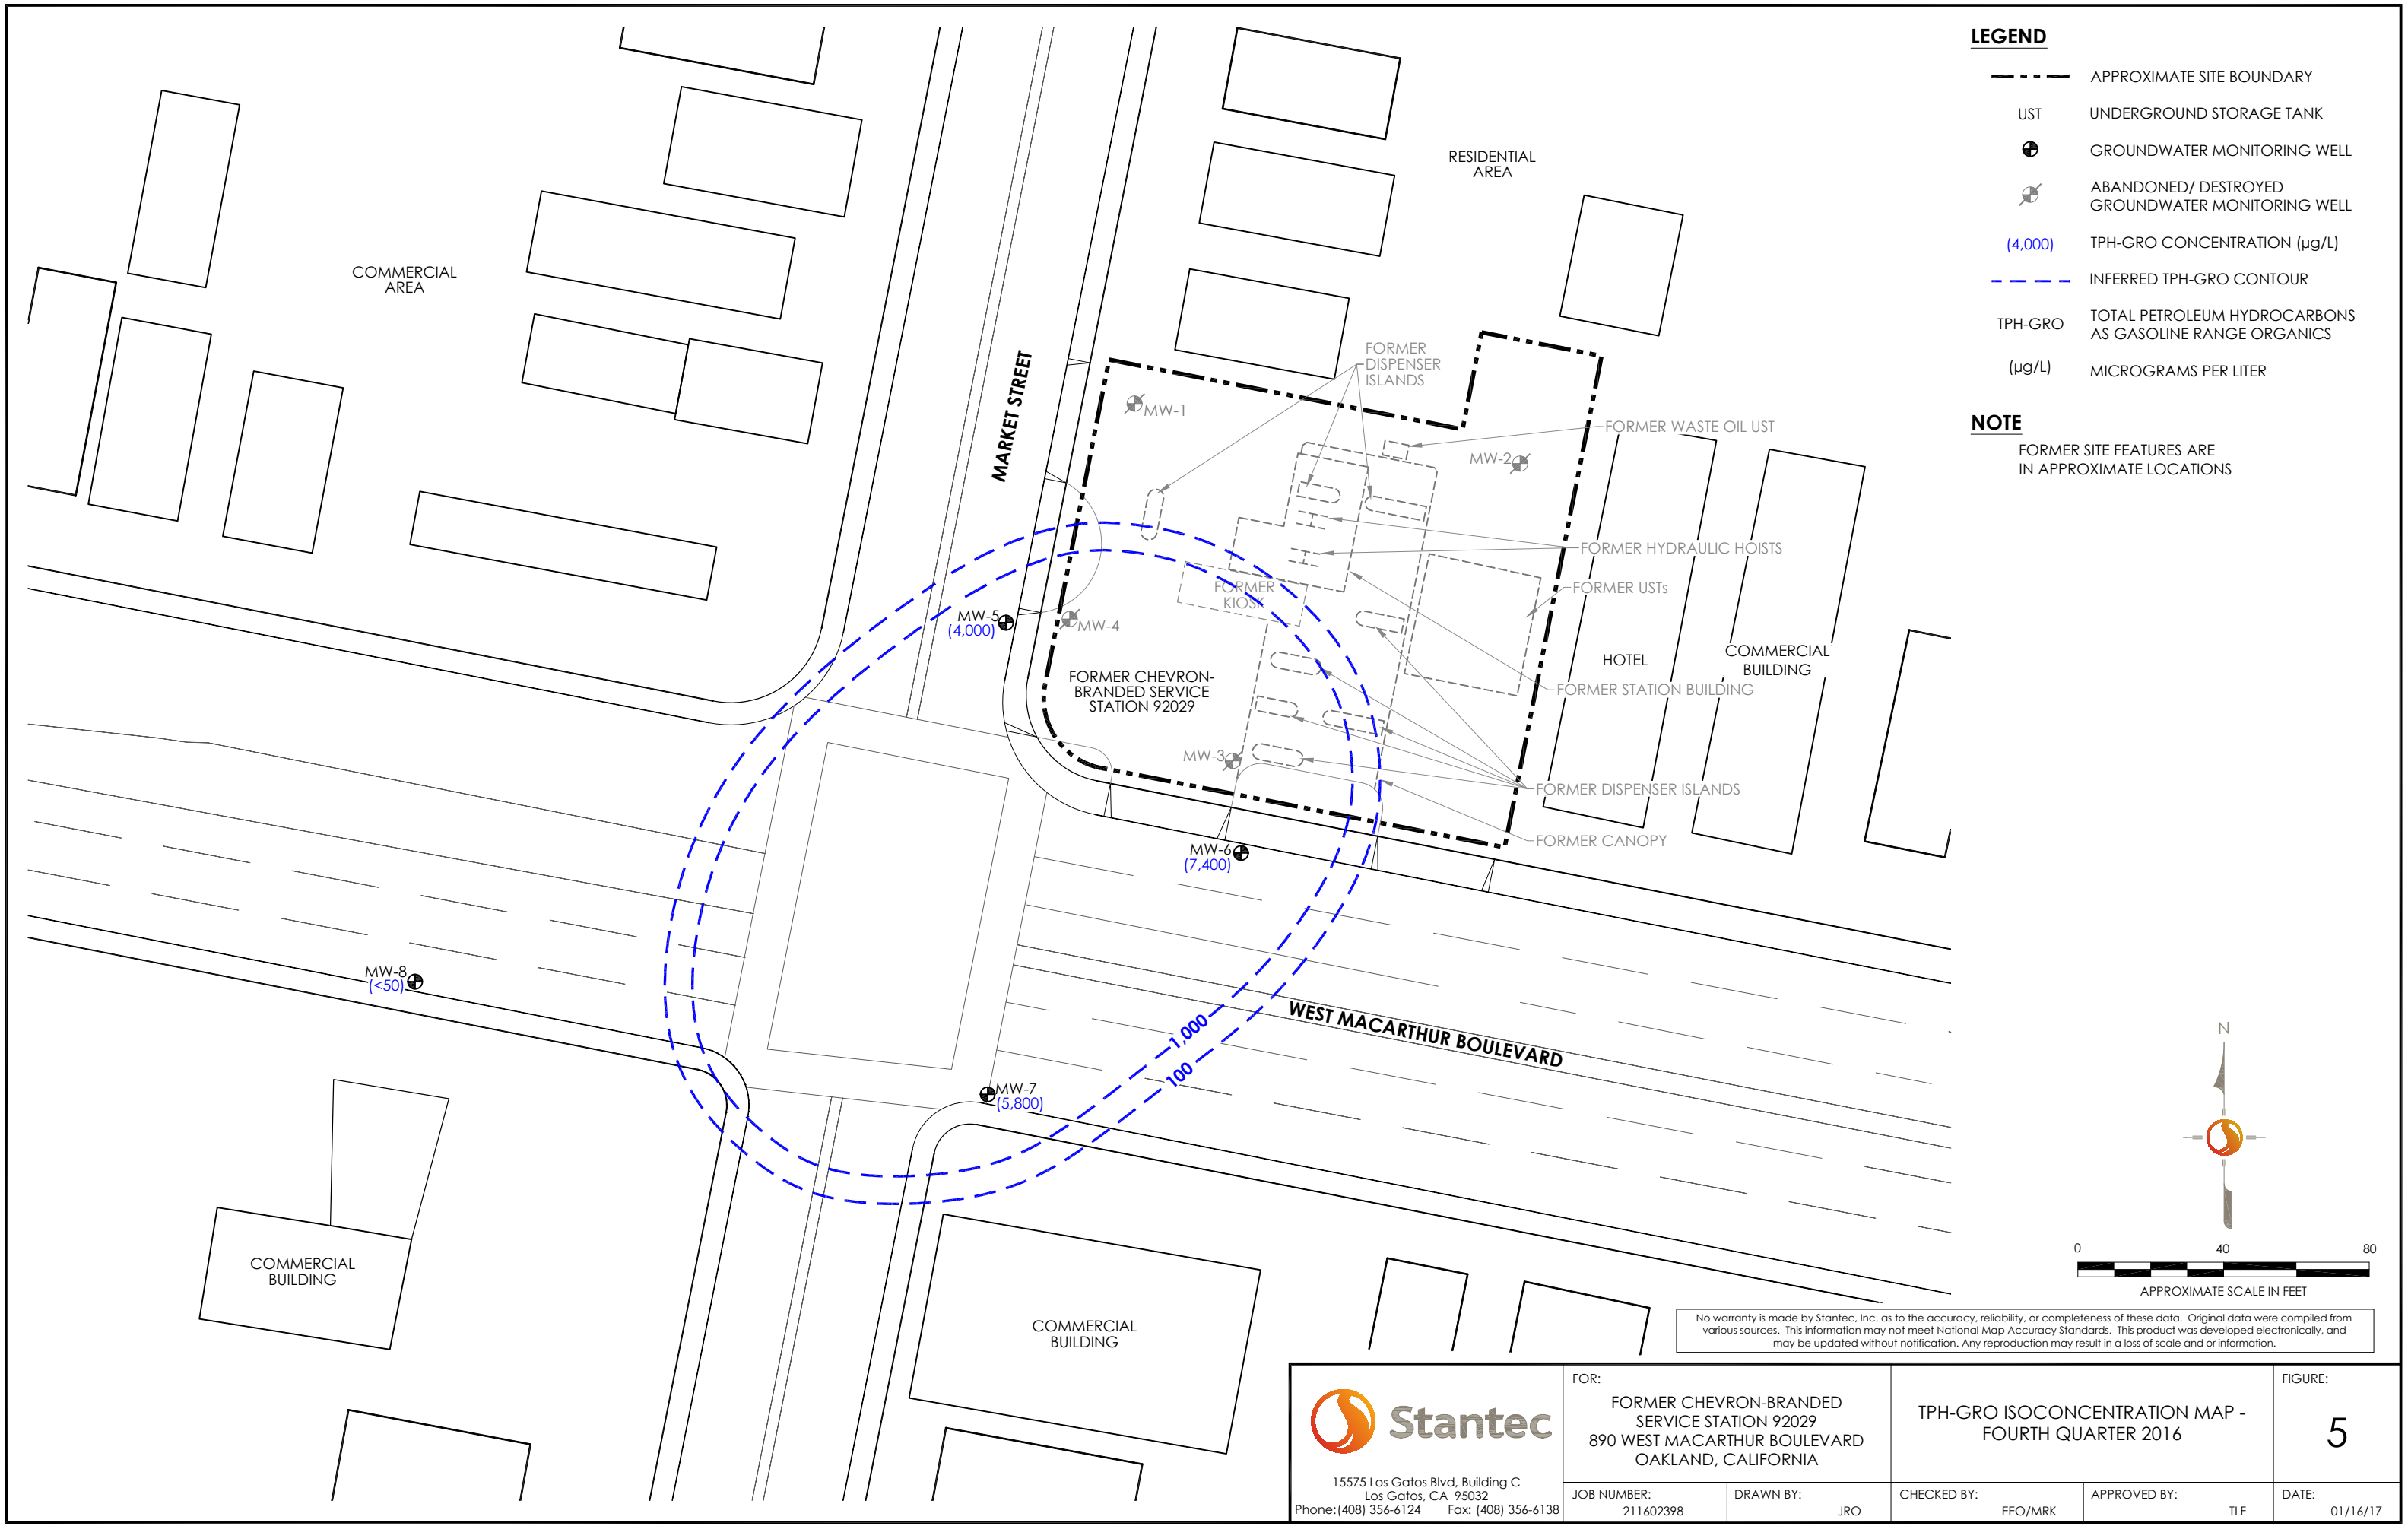 LEGEND
APPROXIMATE SITE BOUNDARY
UST UNDERGROUND STORAGE TANK
GROUNDWATER MONITORING WELL
ABANDONED/ DESTROYED
GROUNDWATER MONITORING WELL
(4,000) TPH-GRO CONCENTRATION (µg/L)
INFERRED TPH-GRO CONTOUR
TPH-GRO TOTAL PETROLEUM HYDROCARBONS
AS GASOLINE RANGE ORGANICS
(µg/L) MICROGRAMS PER LITER
NOTE
FORMER SITE FEATURES ARE
IN APPROXIMATE LOCATIONS
RESIDENTIAL
AREA
COMMERCIAL
AREA
MARKET STREET
FORMER
DISPENSER
ISLANDS
MW-1
FORMER WASTE OIL UST
MW-2
FORMER HYDRAULIC HOISTS
FORMER
KIOSK
FORMER USTs
MW-5
(4,000)
MW-4
HOTEL
COMMERCIAL
BUILDING
FORMER CHEVRON-
BRANDED SERVICE
STATION 92029
FORMER STATION BUILDING
MW-3
FORMER DISPENSER ISLANDS
FORMER CANOPY
MW-6
(7,400)
MW-8
(<50)
WEST MACARTHUR BOULEVARD
1,000
100
MW-7
(5,800)
COMMERCIAL
BUILDING
COMMERCIAL
BUILDING
N
0 40 80
APPROXIMATE SCALE IN FEET
No warranty is made by Stantec, Inc. as to the accuracy, reliability, or completeness of these data. Original data were compiled from
various sources. This information may not meet National Map Accuracy Standards. This product was developed electronically, and
may be updated without notification. Any reproduction may result in a loss of scale and or information.
Stantec
15575 Los Gatos Blvd, Building C
Los Gatos, CA 95032
Phone: (408) 356-6124 Fax: (408) 356-6138
FOR:
FORMER CHEVRON-BRANDED
SERVICE STATION 92029
890 WEST MACARTHUR BOULEVARD
OAKLAND, CALIFORNIA
TPH-GRO ISOCONCENTRATION MAP -
FOURTH QUARTER 2016
FIGURE:
5
JOB NUMBER:
211602398
DRAWN BY:
JRO
CHECKED BY:
EEO/MRK
APPROVED BY:
TLF
DATE:
01/16/17